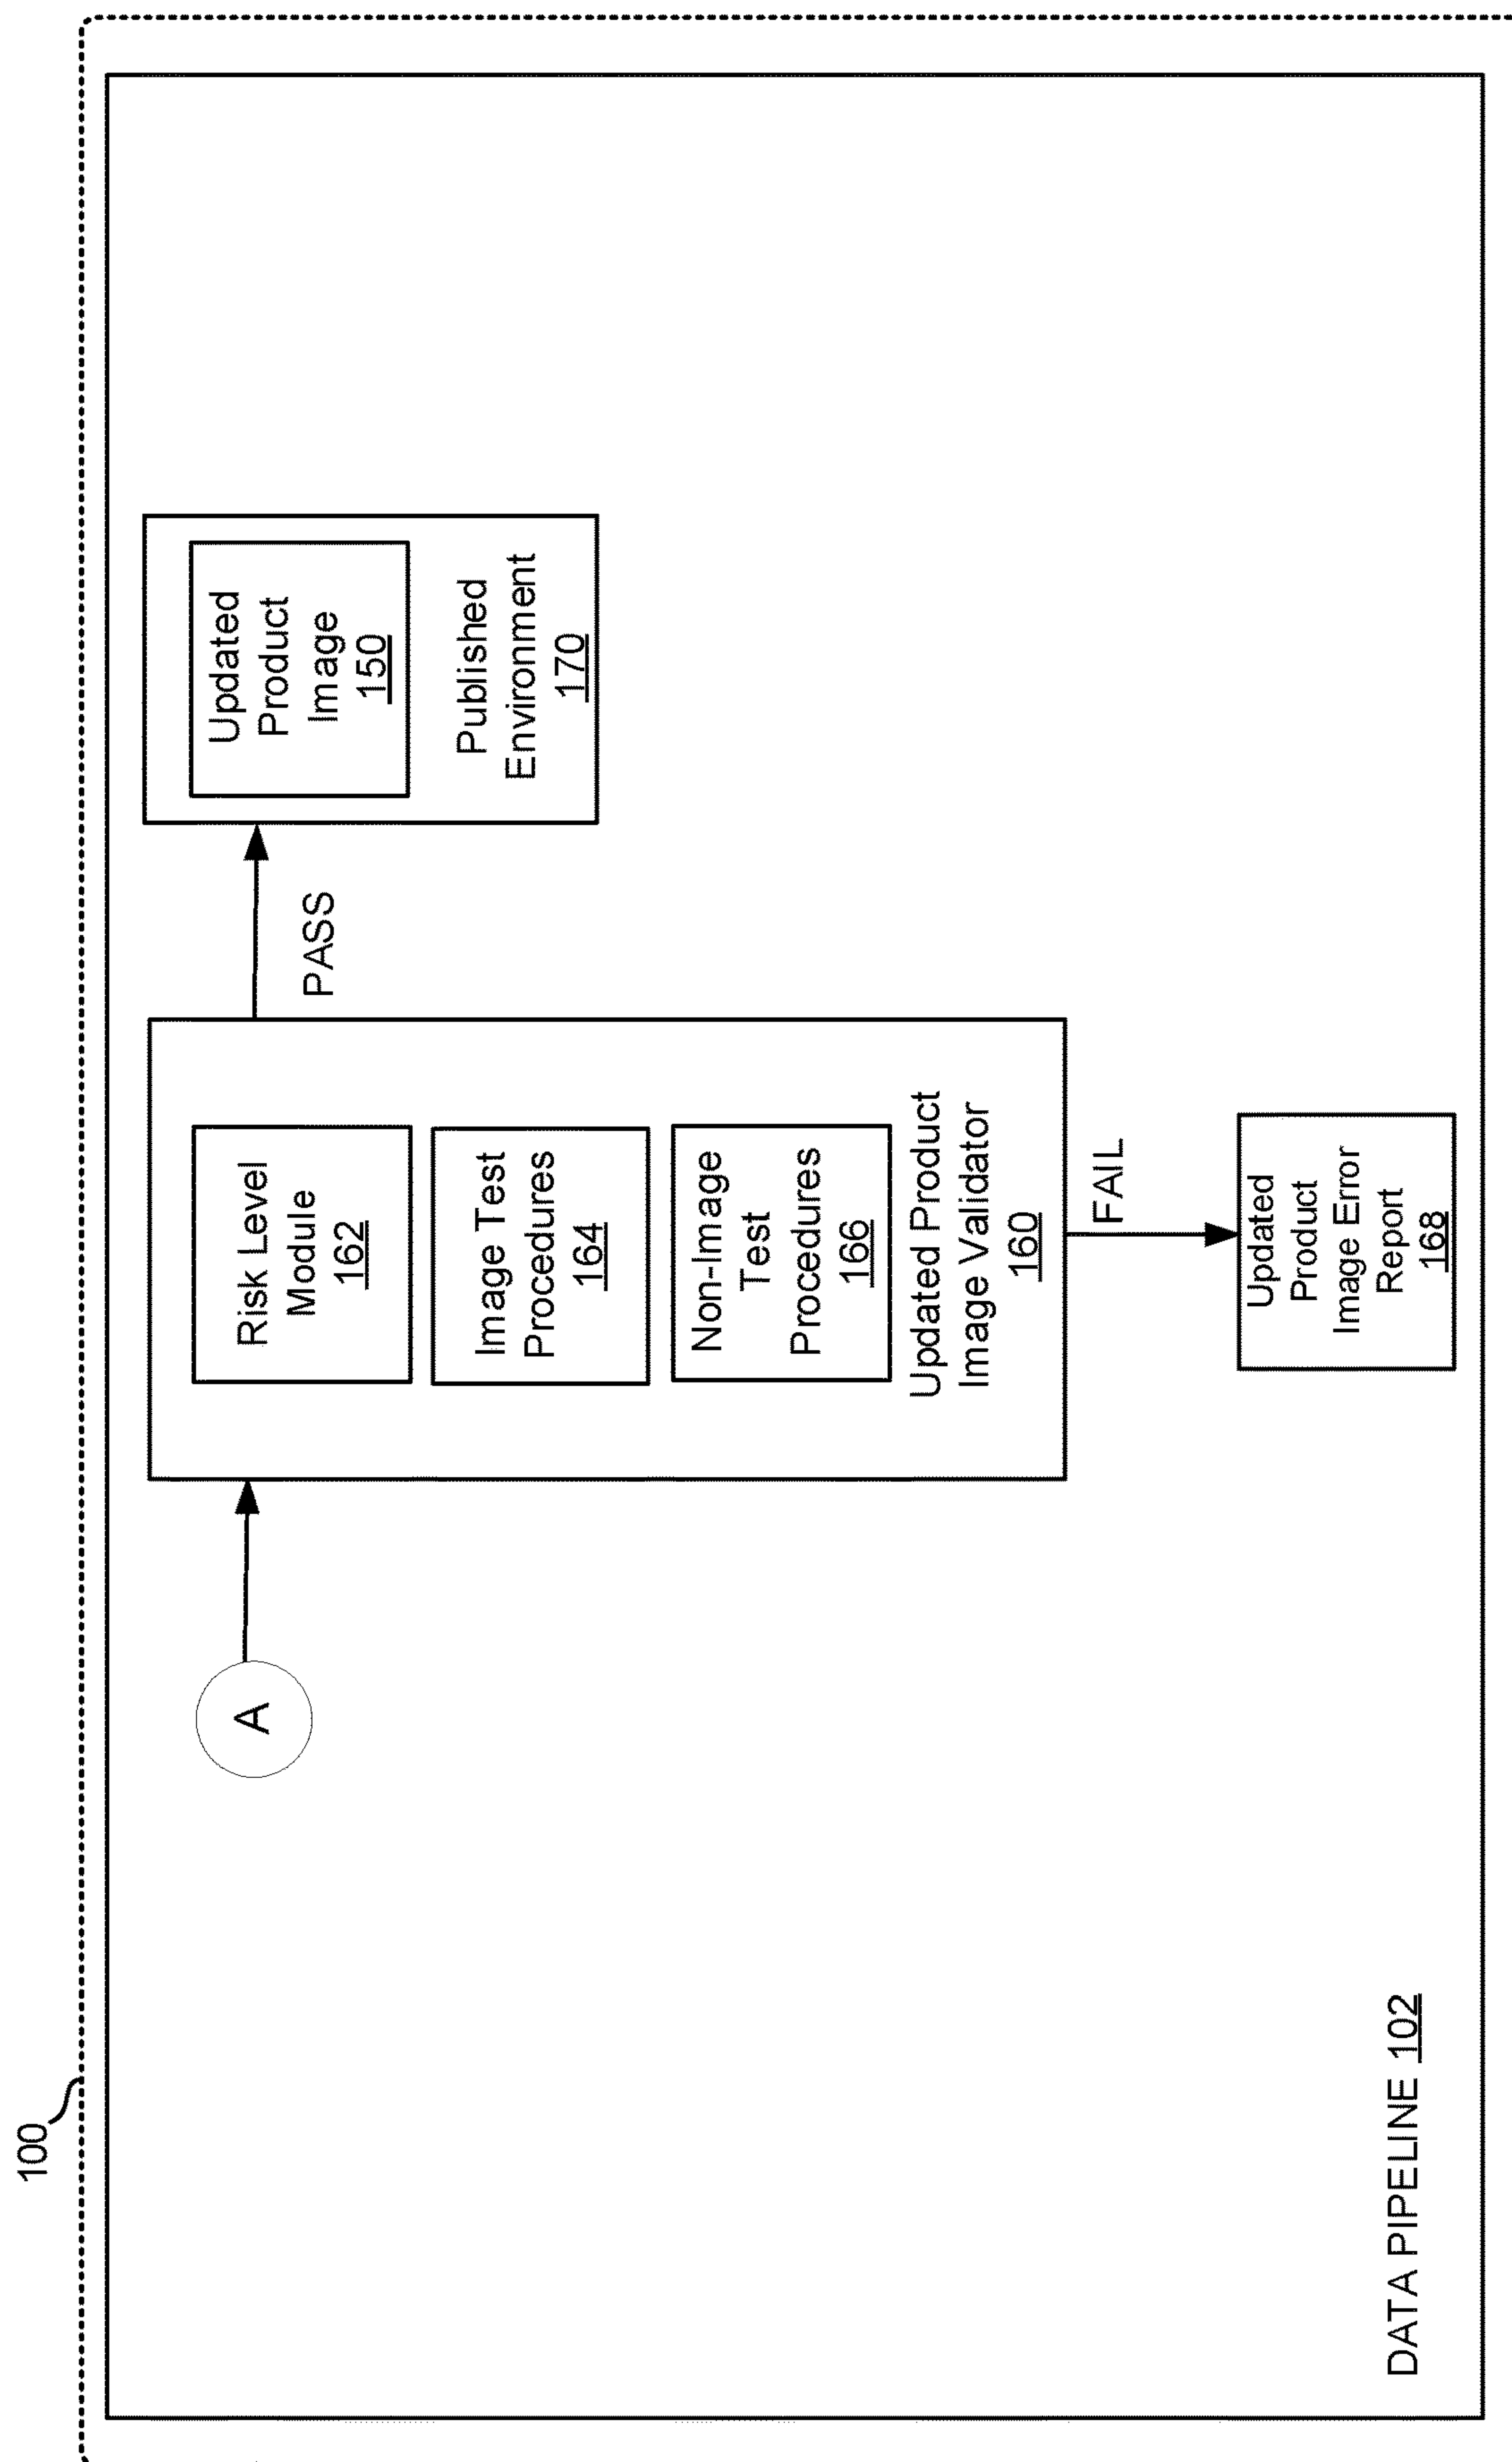 100
A
Risk Level
Module
162
Image Test
Procedures
164
Non-Image
Test
Procedures
166
Updated Product
Image Validator
160
PASS
Updated
Product
Image
150
Published
Environment
170
FAIL
Updated
Product
Image Error
Report
168
DATA PIPELINE 102